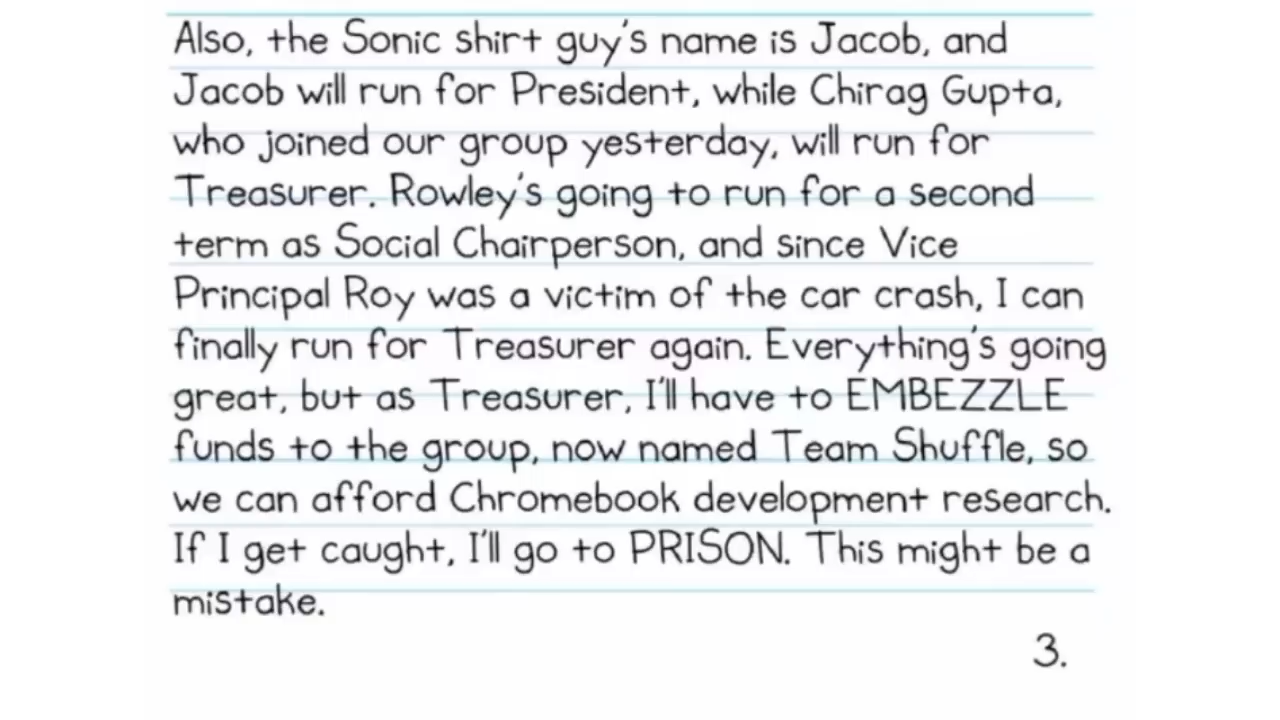 Also, the Sonic shirt guy's name is Jacob, and
Jacob will run for President, while Chirag Gupta,
who joined our group yesterday, will run for
Treasurer. Rowley's going to run for a second
term as Social Chairperson, and since Vice
Principal Roy was a victim of the car crash, I can
finally run for Treasurer again. Everything's going
great, but as Treasurer, I'll have to EMBEZZLE
funds to the group, now named Team Shuffle, so
we can afford Chromebook development research.
If I get caught, I'll go to PRISON. This might be a
mistake.
3.